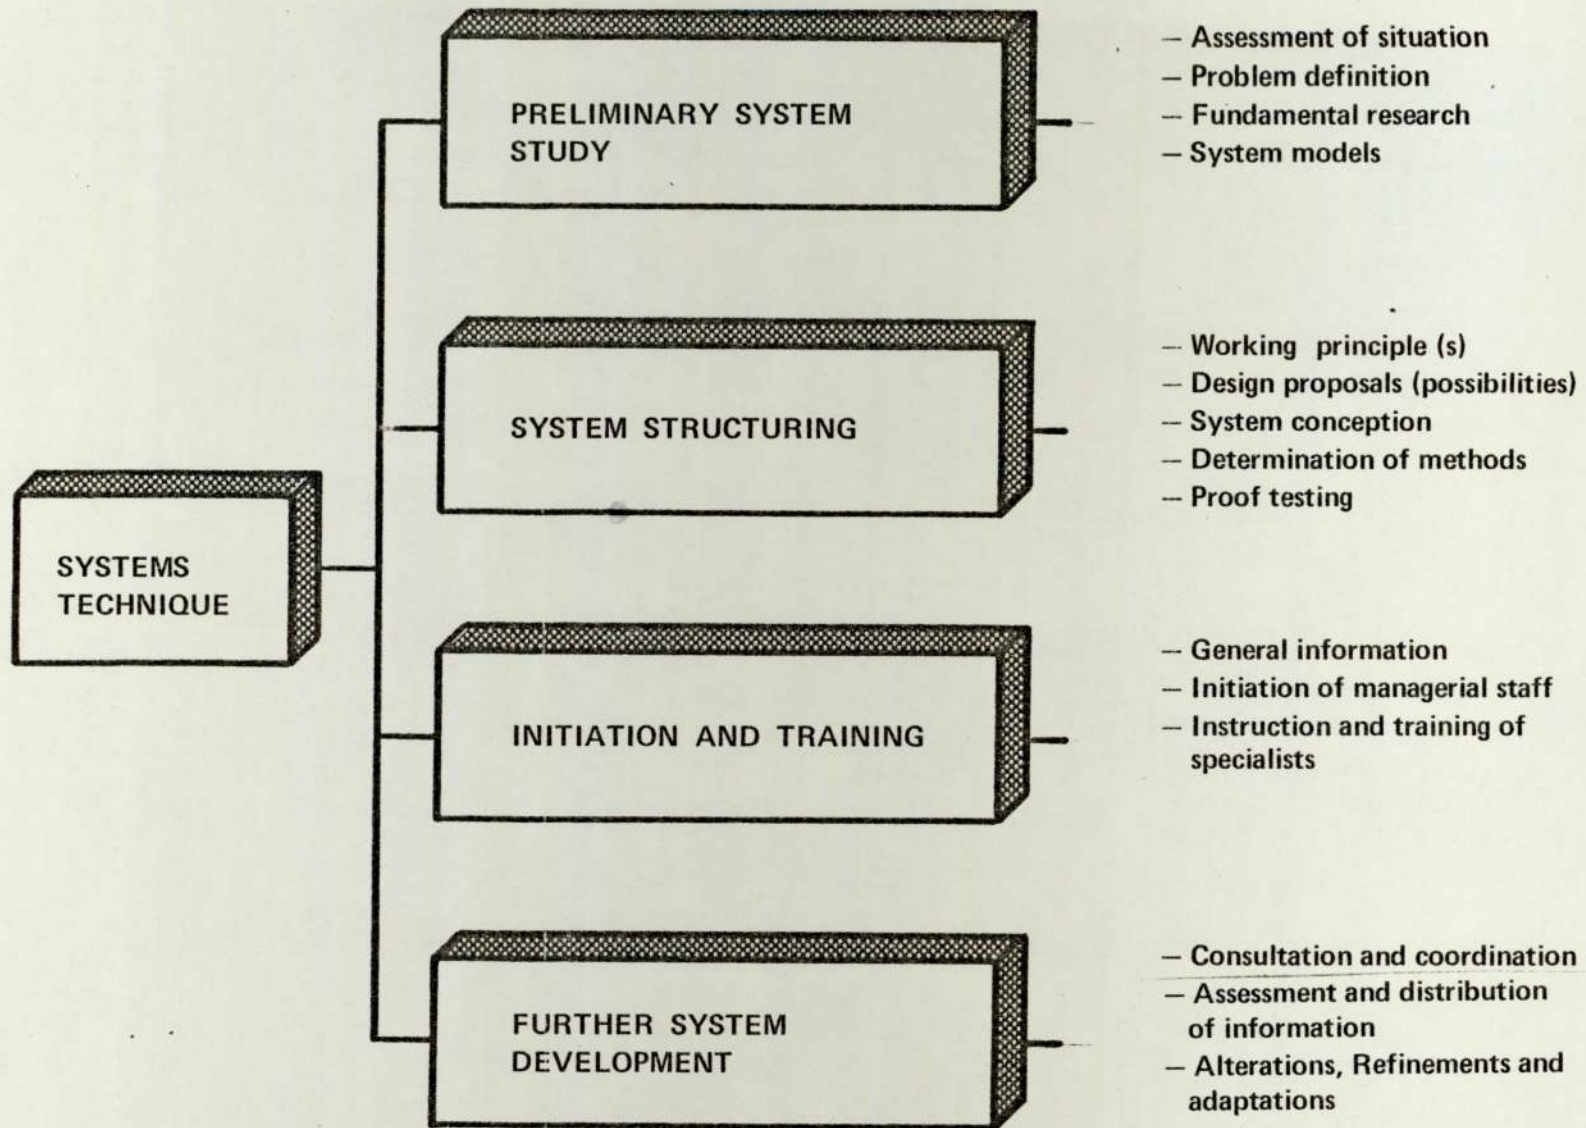 PRELIMINARY SYSTEM
STUDY
— Assessment of situation
— Problem definition
— Fundamental research
— System models
SYSTEM STRUCTURING
— Working principle (s)
— Design proposals (possibilities)
— System conception
— Determination of methods
— Proof testing
SYSTEMS
TECHNIQUE
INITIATION AND TRAINING
— General information
— Initiation of managerial staff
— Instruction and training of
specialists
FURTHER SYSTEM
DEVELOPMENT
— Consultation and coordination
— Assessment and distribution
of information
— Alterations, Refinements and
adaptations